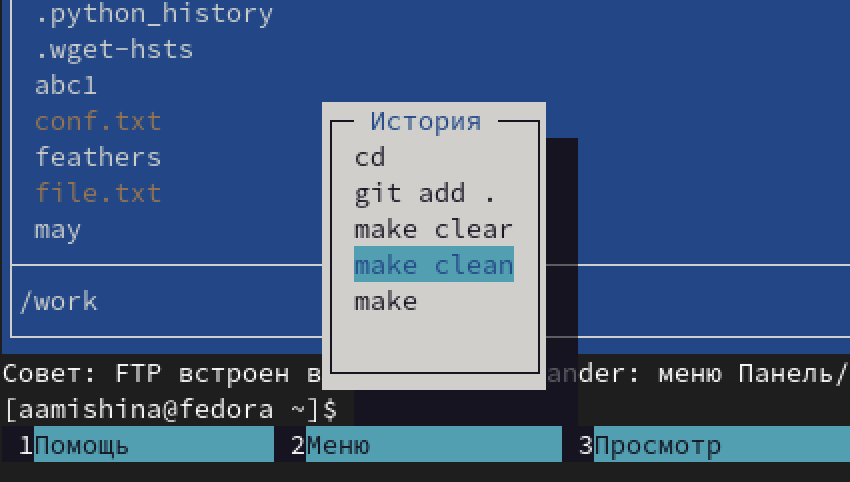 .python_history
.wget-hsts
abc1
conf.txt
feathers
file.txt
may
/work
История
cd
git add .
make clear
make clean
make
Совет: FTP встроен в ander: меню Панель/
[aamishina@fedora ~]$
1Помощь 2Меню 3Просмотр